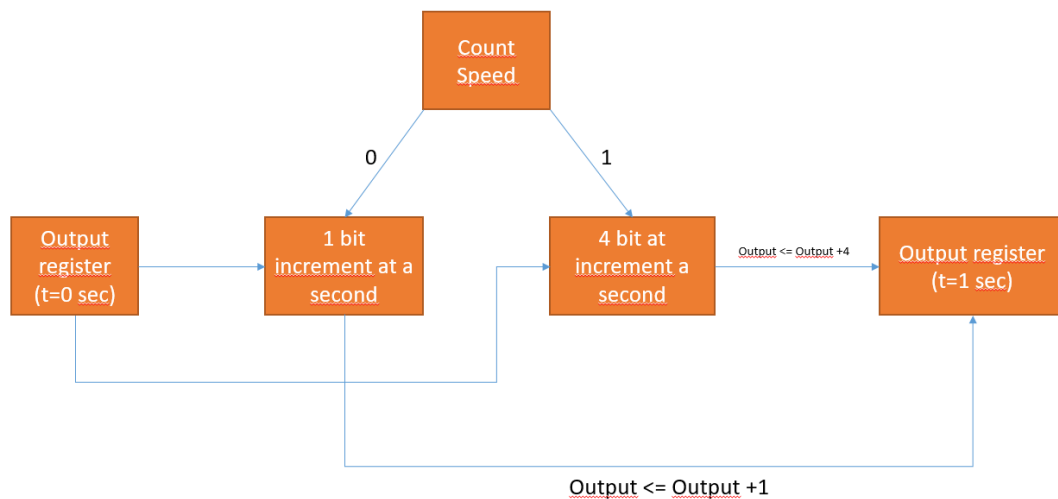 Count
Speed
0
1
Output
register
(t=0 sec)
1 bit
increment at a
second
4 bit at
increment a
second
Output <= Output +4
Output register
(t=1 sec)
Output <= Output +1